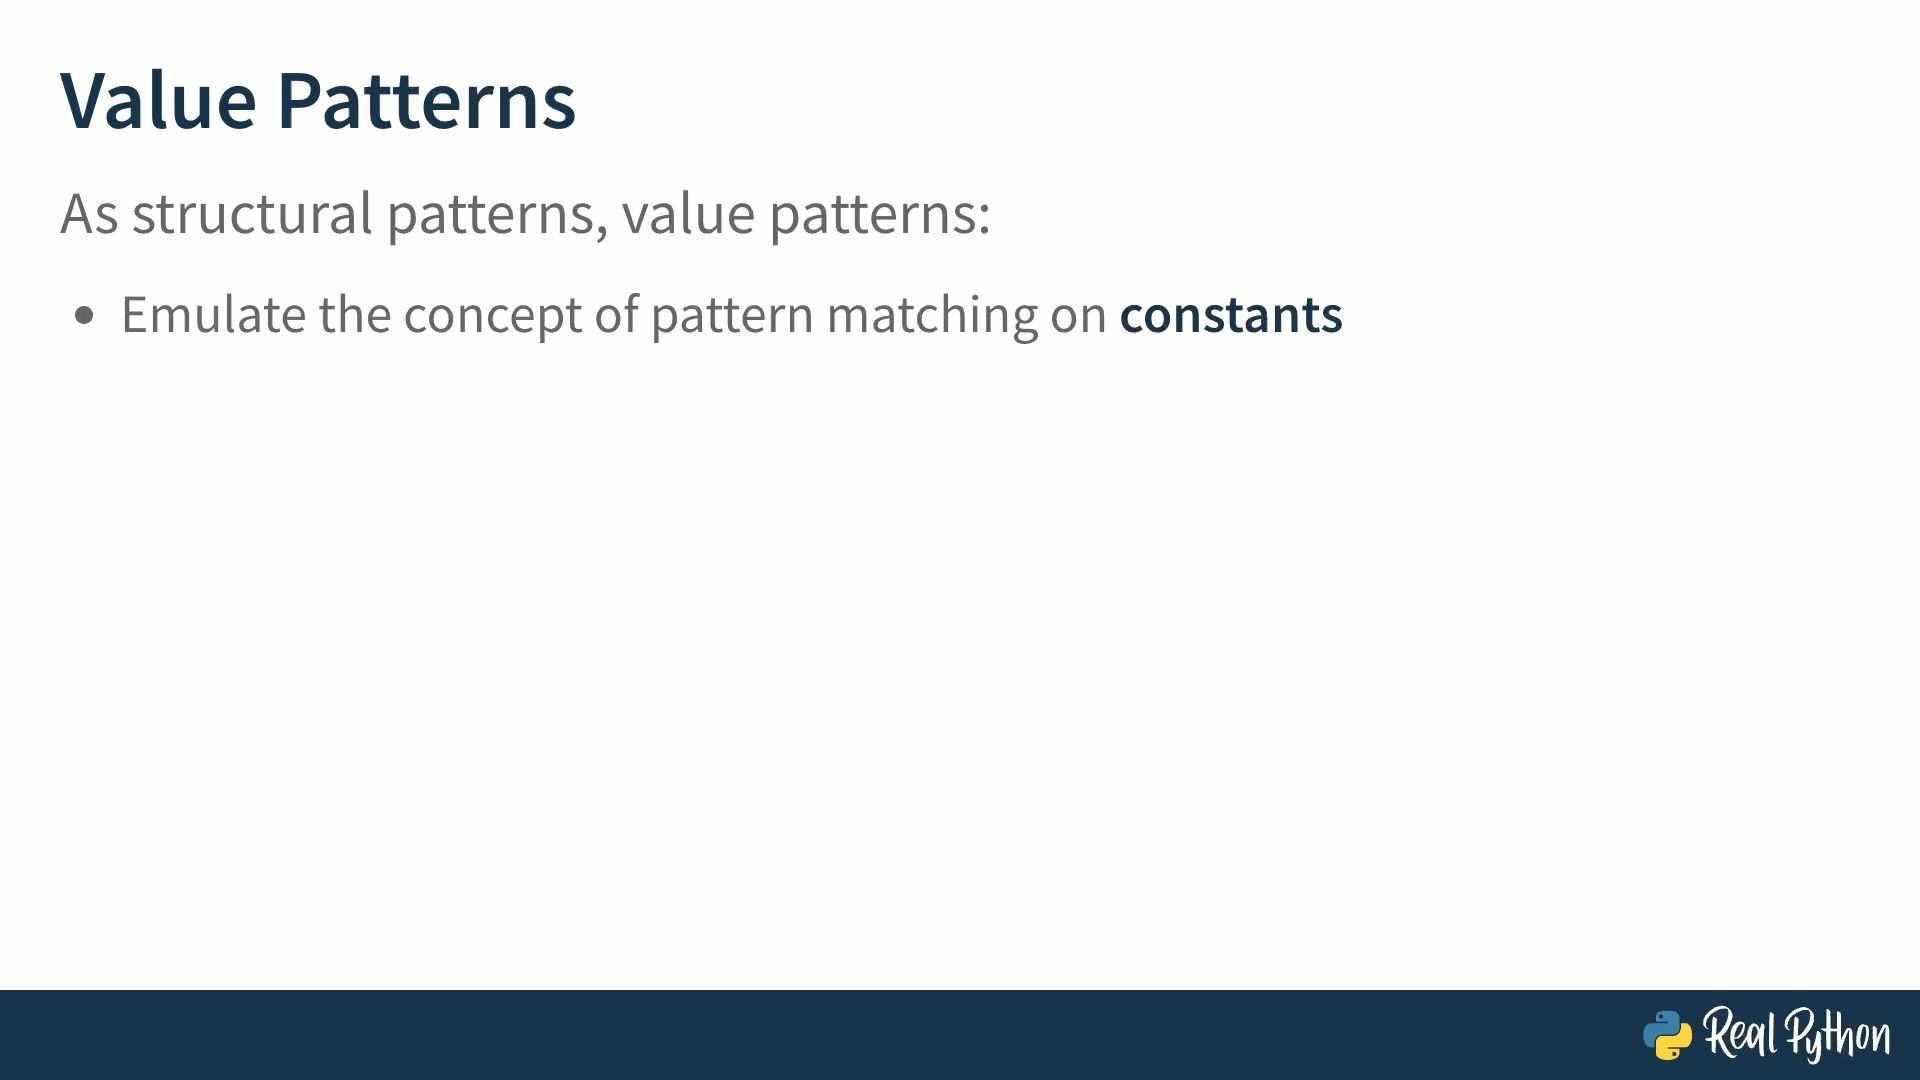 Value Patterns
As structural patterns, value patterns:
• Emulate the concept of pattern matching on constants
Real Python